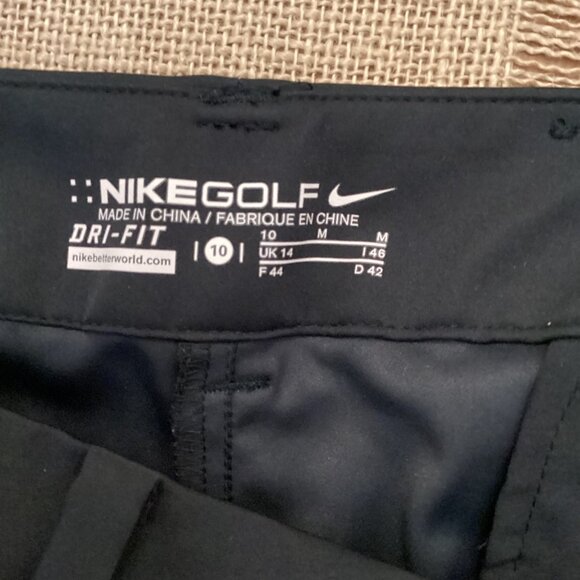 NIKEGOLF
MADE IN CHINA / FABRIQUE EN CHINE
DRI-FIT
nikebetterworld.com
| 10 |
10 M M
UK 14 I 46
F 44 D 42